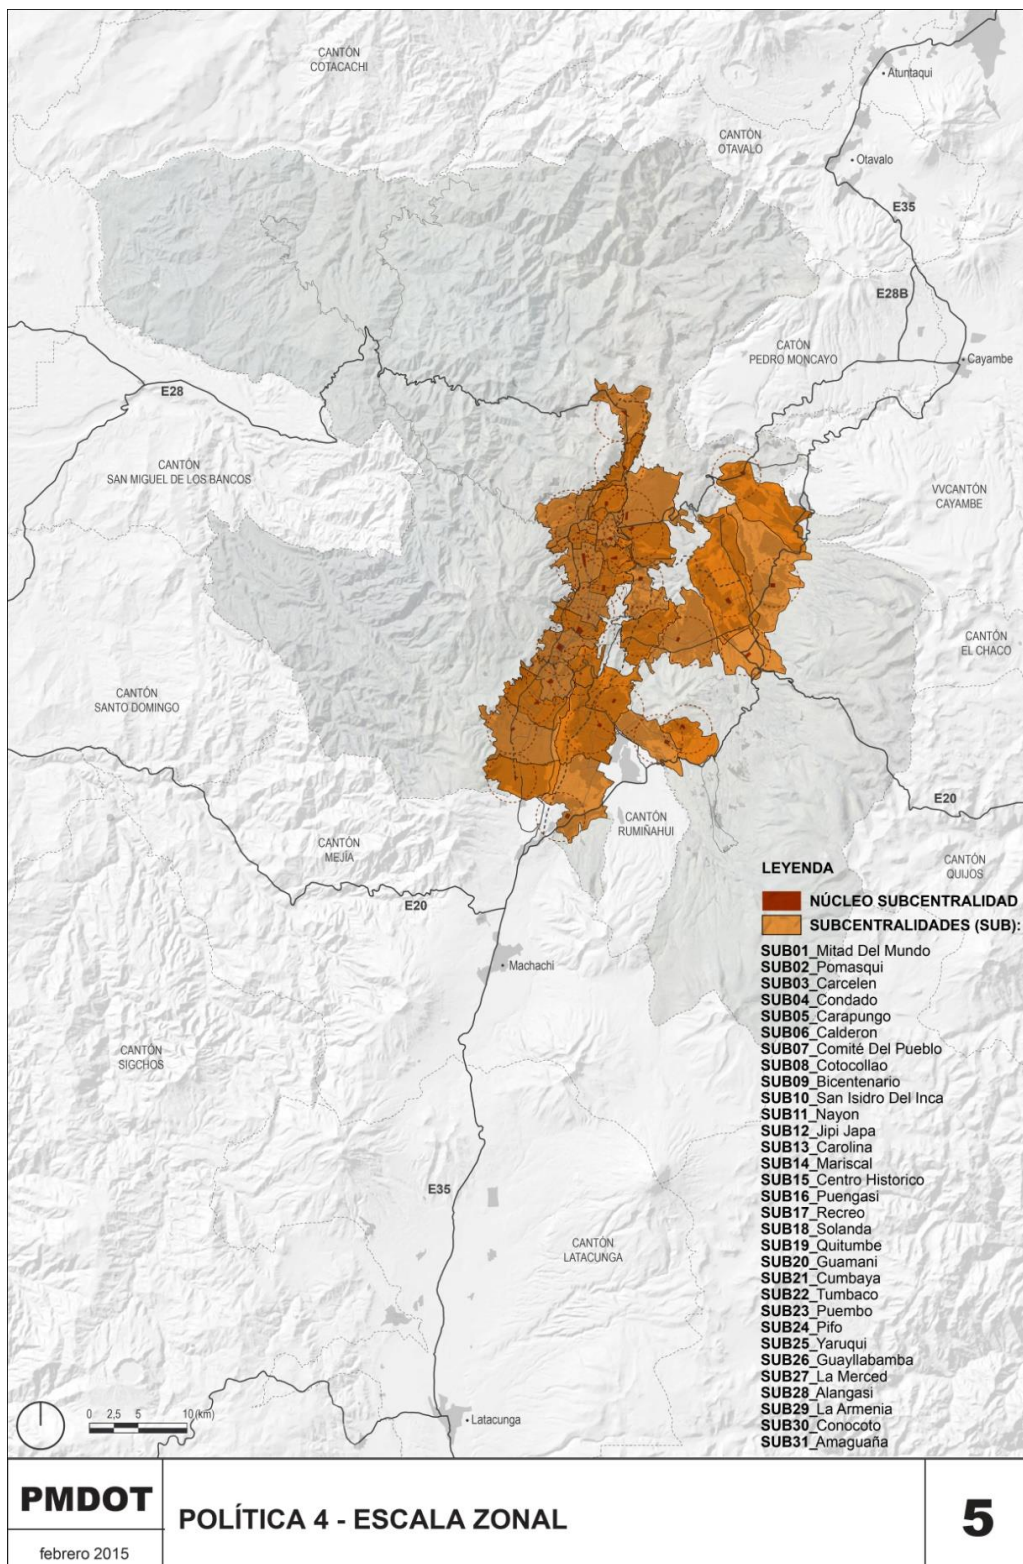 CANTÓN
COTACACHI
Atuntaqui
CANTÓN
OTAVALO
Otavalo
E35
E28B
CATÓN
PEDRO MONCAYO
Cayambe
E28
CANTÓN
SAN MIGUEL DE LOS BANCOS
VVCANTÓN
CAYAMBE
CANTÓN
EL CHACO
CANTÓN
SANTO DOMINGO
E20
CANTÓN
RUMIÑAHUI
CANTÓN
MEJÍA
CANTÓN
QUIJOS
E20
Machachi
CANTÓN
SIGCHOS
E35
CANTÓN
LATACUNGA
Latacunga
0 2,5 5 10 (km)
LEYENDA
NÚCLEO SUBCENTRALIDAD
SUBCENTRALIDADES (SUB):
SUB01_Mitad Del Mundo
SUB02_Pomasqui
SUB03_Carcelen
SUB04_Condado
SUB05_Carapungo
SUB06_Calderon
SUB07_Comité Del Pueblo
SUB08_Cotocollao
SUB09_Bicentenario
SUB10_San Isidro Del Inca
SUB11_Nayon
SUB12_Jipi Japa
SUB13_Carolina
SUB14_Mariscal
SUB15_Centro Historico
SUB16_Puengasi
SUB17_Recreo
SUB18_Solanda
SUB19_Quitumbe
SUB20_Guamani
SUB21_Cumbaya
SUB22_Tumbaco
SUB23_Puembo
SUB24_Pifo
SUB25_Yaruqui
SUB26_Guayllabamba
SUB27_La Merced
SUB28_Alangasi
SUB29_La Armenia
SUB30_Conocoto
SUB31_Amaguaña
PMDOT
febrero 2015
POLÍTICA 4 - ESCALA ZONAL
5